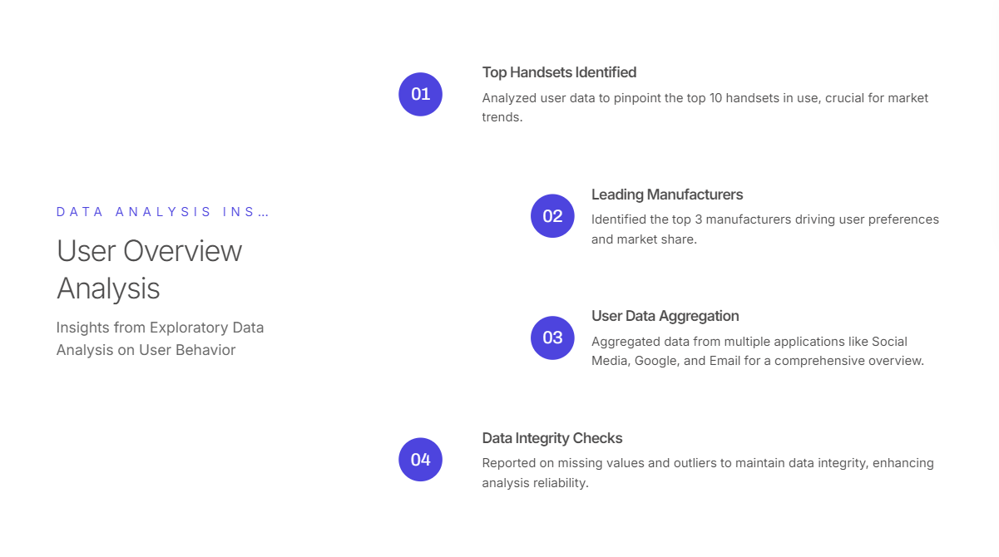 DATA ANALYSIS INS...
User Overview
Analysis
Insights from Exploratory Data
Analysis on User Behavior
01
Top Handsets Identified
Analyzed user data to pinpoint the top 10 handsets in use, crucial for market
trends.
02
Leading Manufacturers
Identified the top 3 manufacturers driving user preferences
and market share.
03
User Data Aggregation
Aggregated data from multiple applications like Social
Media, Google, and Email for a comprehensive overview.
04
Data Integrity Checks
Reported on missing values and outliers to maintain data integrity, enhancing
analysis reliability.